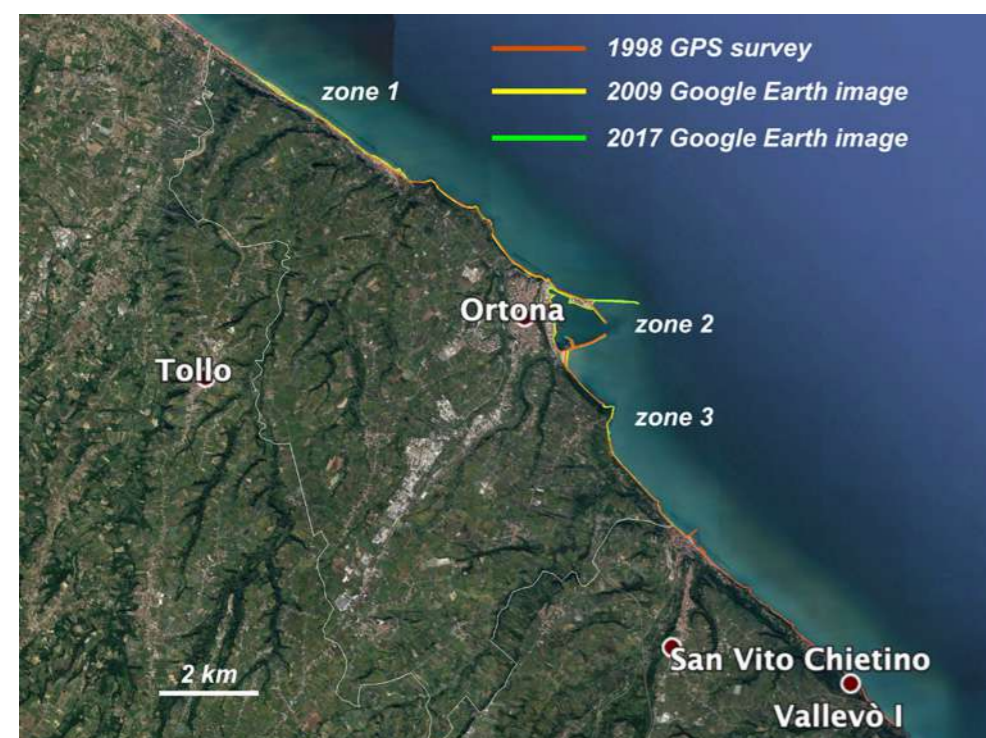 1998 GPS survey
zone 1
2009 Google Earth image
2017 Google Earth image
Ortona
zone 2
Tollo
zone 3
San Vito Chietino
2 km
Vallevò I